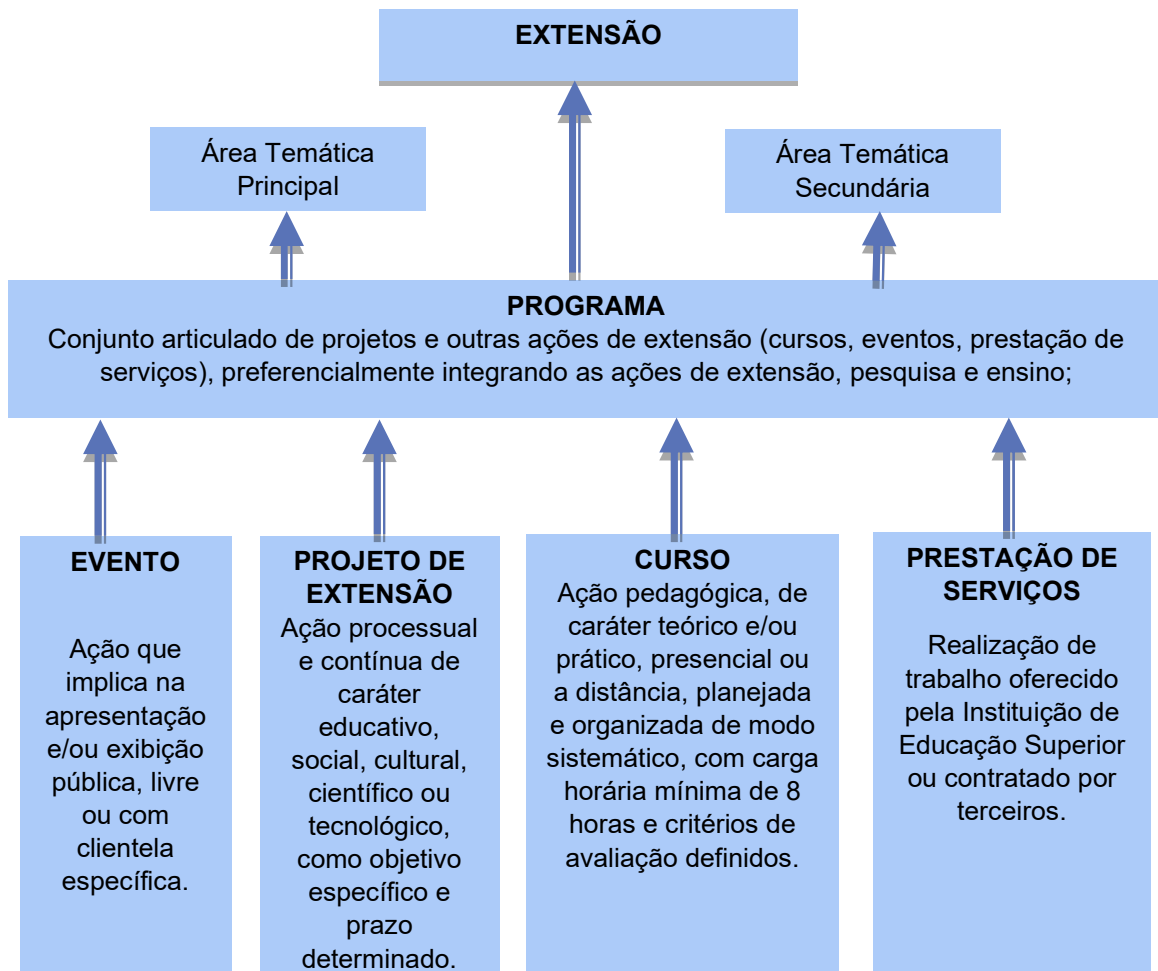 EXTENSÃO
Área Temática
Principal
Área Temática
Secundária
PROGRAMA
Conjunto articulado de projetos e outras ações de extensão (cursos, eventos, prestação de
serviços), preferencialmente integrando as ações de extensão, pesquisa e ensino;
EVENTO
Ação que
implica na
apresentação
e/ou exibição
pública, livre
ou com
clientela
específica.
PROJETO DE
EXTENSÃO
Ação processual
e contínua de
caráter
educativo,
social, cultural,
científico ou
tecnológico,
como objetivo
específico e
prazo
determinado.
CURSO
Ação pedagógica, de
caráter teórico e/ou
prático, presencial ou
a distância, planejada
e organizada de modo
sistemático, com carga
horária mínima de 8
horas e critérios de
avaliação definidos.
PRESTAÇÃO DE
SERVIÇOS
Realização de
trabalho oferecido
pela Instituição de
Educação Superior
ou contratado por
terceiros.